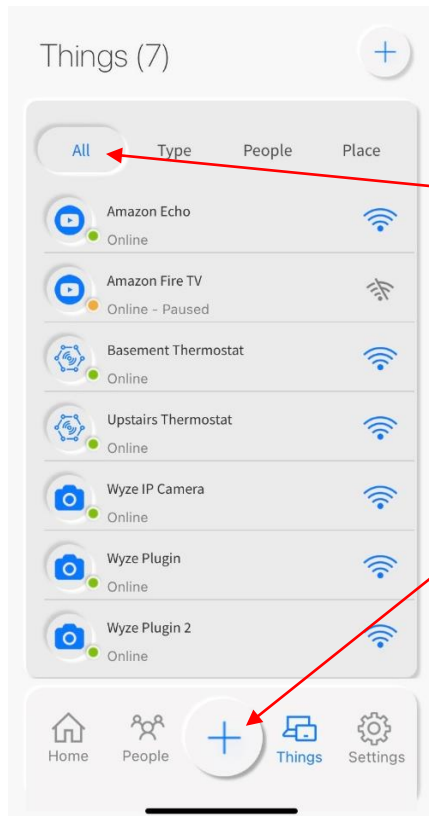 Things (7)
All Type People Place
Amazon Echo
Online
Amazon Fire TV
Online - Paused
Basement Thermostat
Online
Upstairs Thermostat
Online
Wyze IP Camera
Online
Wyze Plugin
Online
Wyze Plugin 2
Online
Home People Things Settings